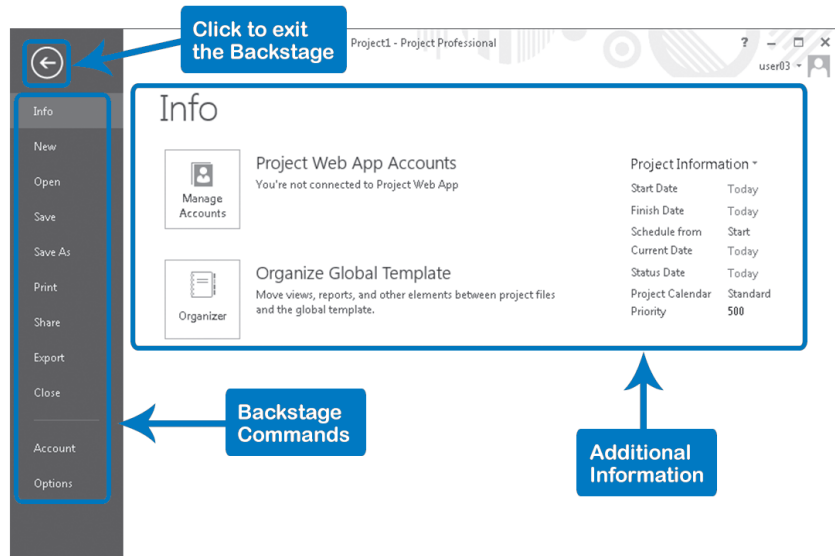 Click to exit
the Backstage
Project1 - Project Professional
?
user03
Info
New
Open
Save
Save As
Print
Share
Export
Close
Account
Options
Info
Manage
Accounts
Project Web App Accounts
You're not connected to Project Web App
Organizer
Organize Global Template
Move views, reports, and other elements between project files
and the global template.
Project Information
Start Date Today
Finish Date Today
Schedule from Start
Current Date Today
Status Date Today
Project Calendar Standard
Priority 500
Backstage
Commands
Additional
Information